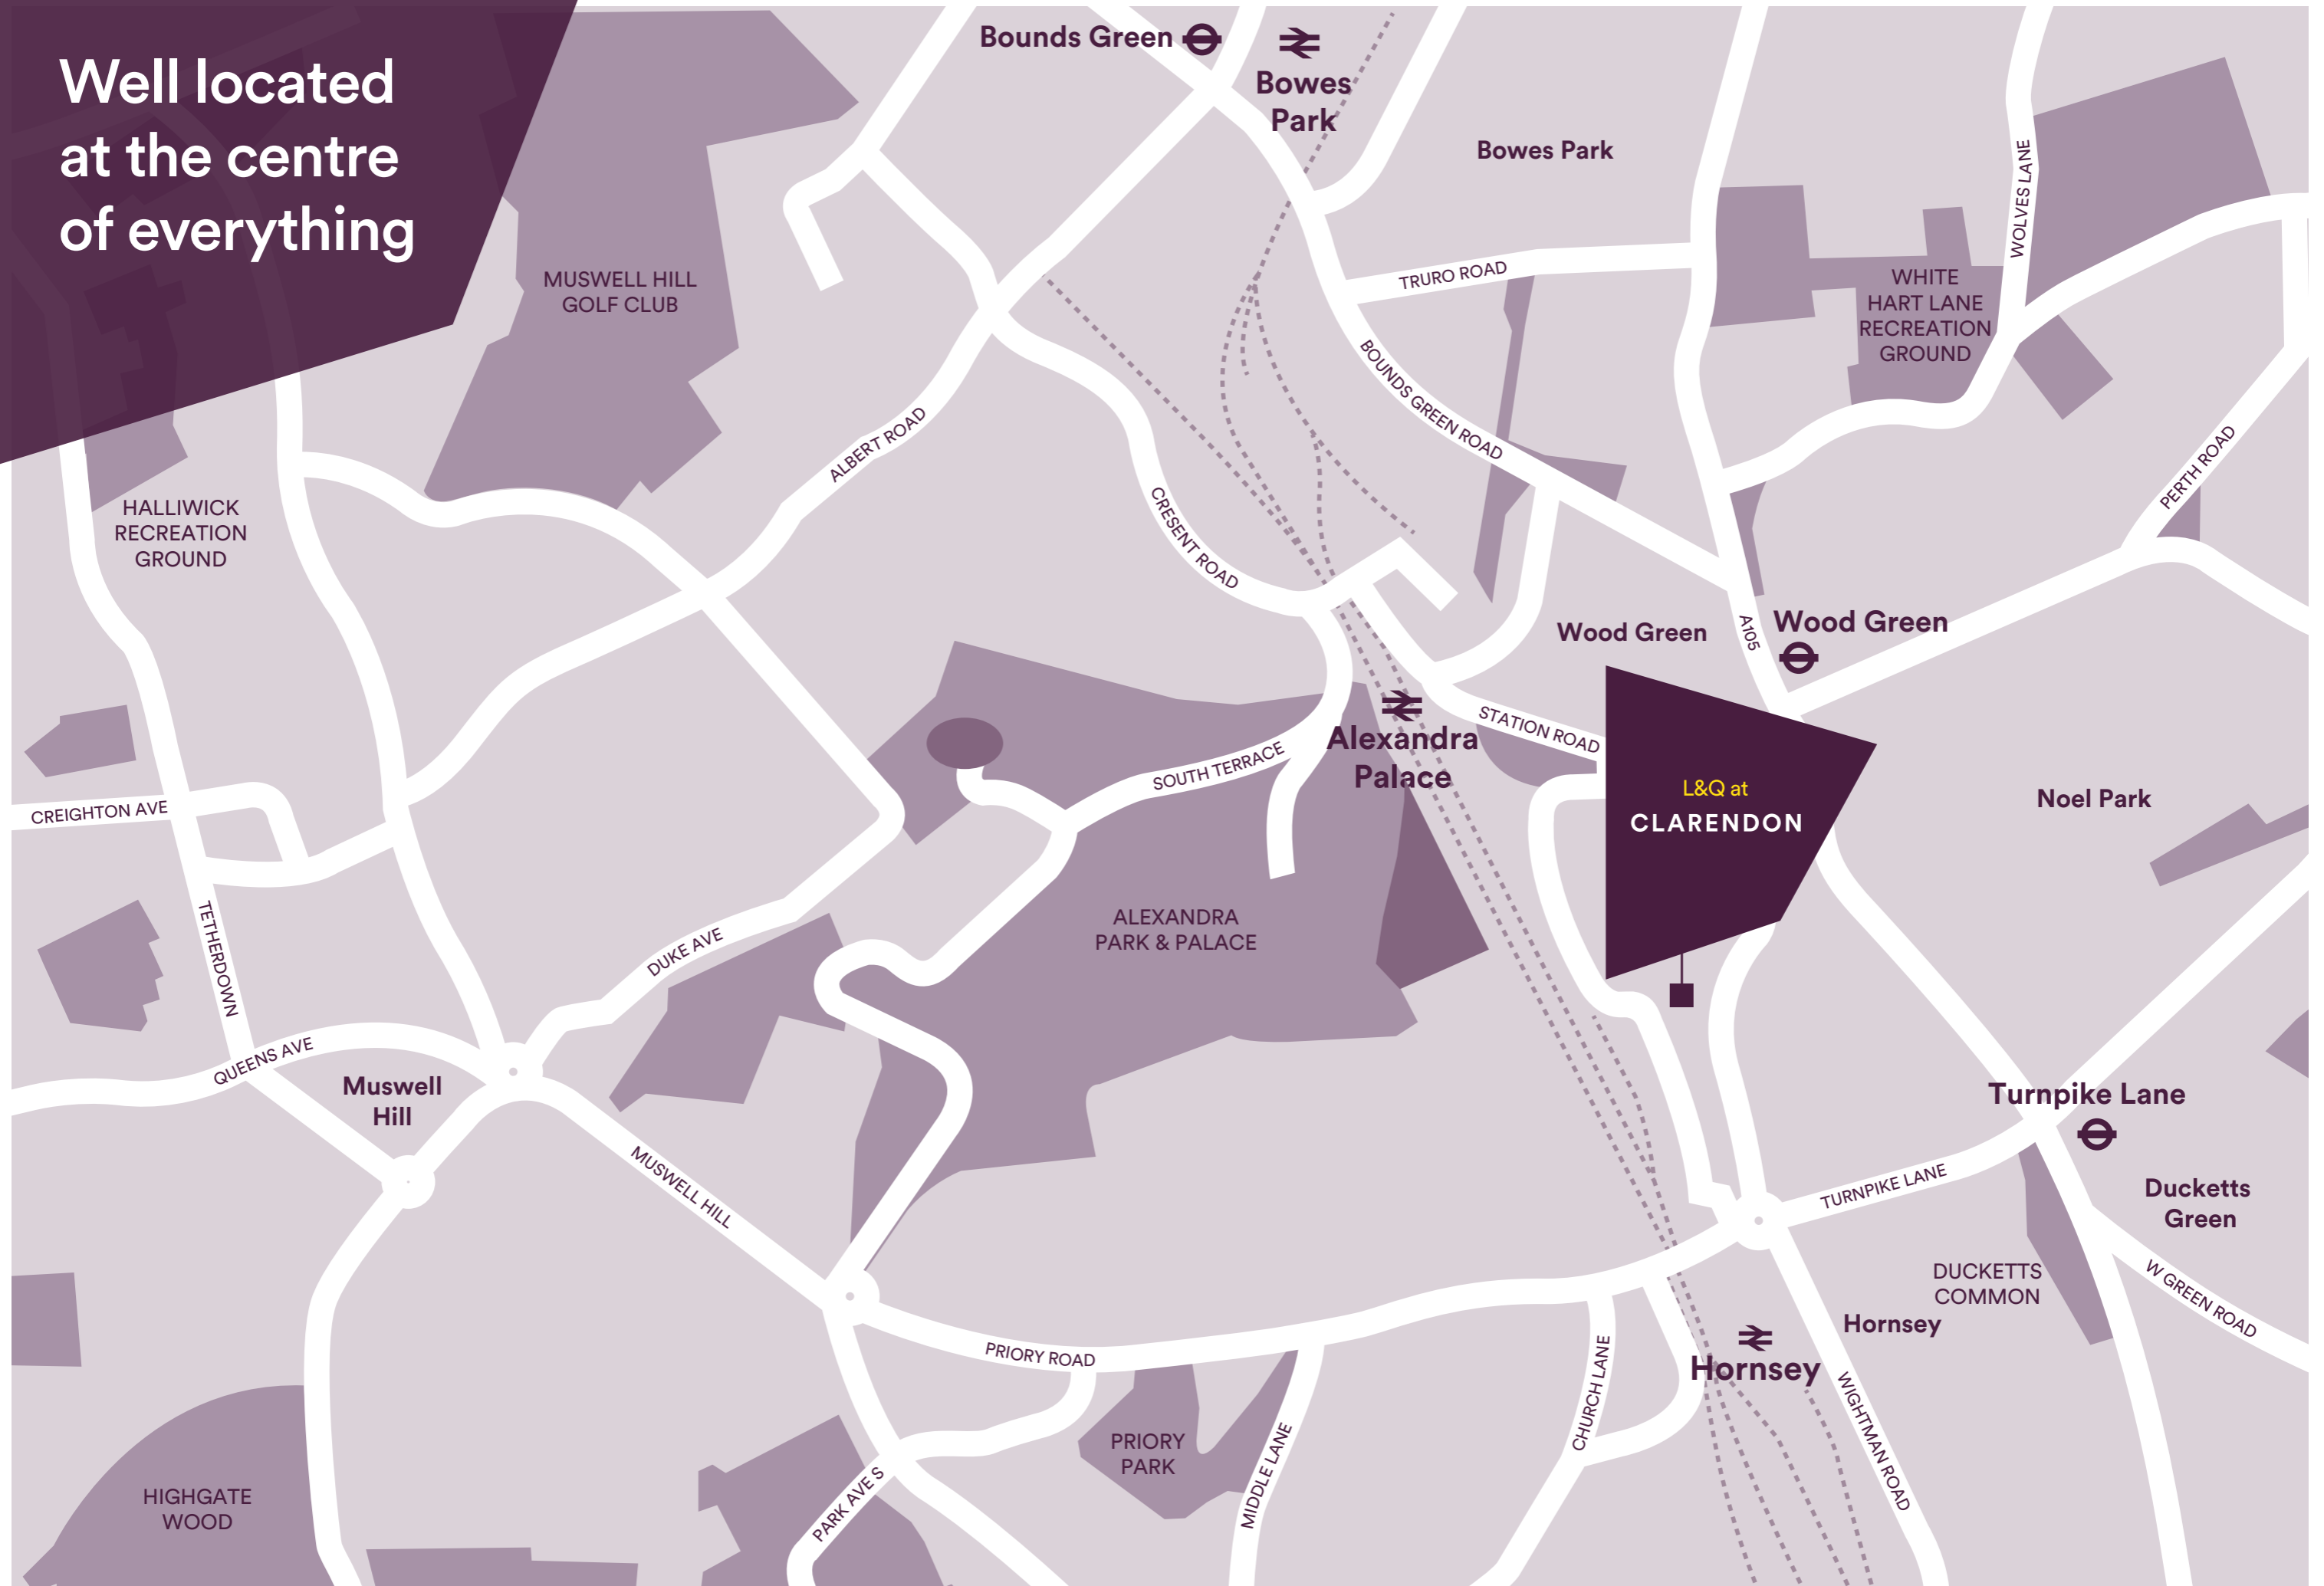 Well located
at the centre
of everything
Bounds Green
Bowes
Park
Bowes Park
WOLVES LANE
MUSWELL HILL
GOLF CLUB
TRURO ROAD
WHITE
HART LANE
RECREATION
GROUND
BOUNDS GREEN ROAD
ALBERT ROAD
PERTH ROAD
HALLIWICK
RECREATION
GROUND
CRESENT ROAD
Wood Green
A105
Wood Green
STATION ROAD
Alexandra
Palace
SOUTH TERRACE
L&Q at
CLARENDON
Noel Park
CREIGHTON AVE
TETHERDOWN
DUKE AVE
ALEXANDRA
PARK & PALACE
QUEENS AVE
Muswell
Hill
Turnpike Lane
MUSWELL HILL
TURNPIKE LANE
Ducketts
Green
DUCKETTS
COMMON
W GREEN ROAD
Hornsey
Hornsey
PRIORY ROAD
CHURCH LANE
WIGHTMAN ROAD
PRIORY
PARK
MIDDLE LANE
PARK AVE S
HIGHGATE
WOOD